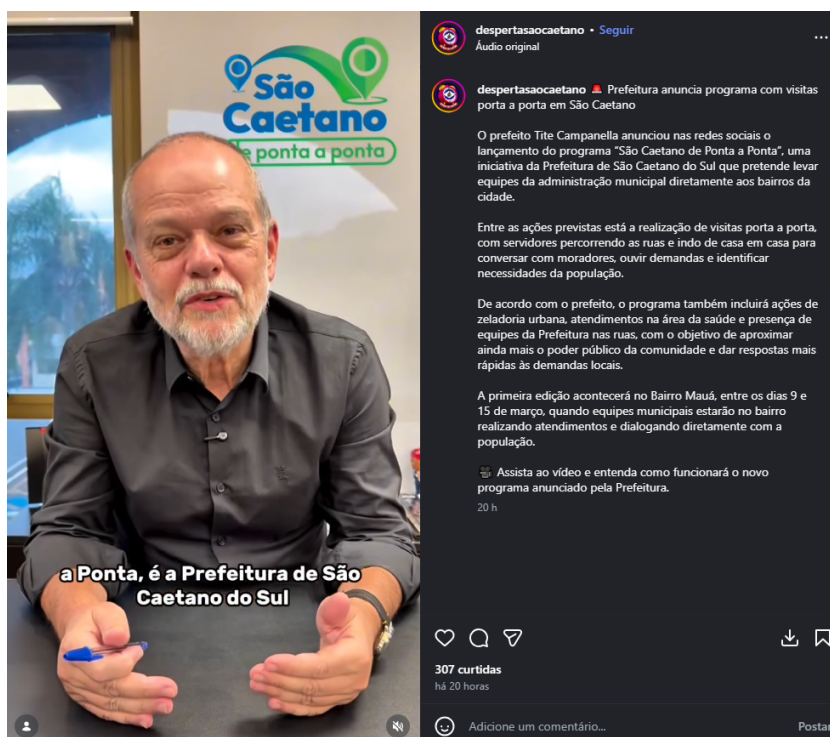 São
Caetano
de ponta a ponta
a Ponta, é a Prefeitura de São
Caetano do Sul
despertasaocaetano • Seguir
Áudio original
despertasaocaetano 🚨 Prefeitura anuncia programa com visitas
porta a porta em São Caetano
O prefeito Tite Campanella anunciou nas redes sociais o
lançamento do programa “São Caetano de Ponta a Ponta”, uma
iniciativa da Prefeitura de São Caetano do Sul que pretende levar
equipes da administração municipal diretamente aos bairros da
cidade.
Entre as ações previstas está a realização de visitas porta a porta,
com servidores percorrendo as ruas e indo de casa em casa para
conversar com moradores, ouvir demandas e identificar
necessidades da população.
De acordo com o prefeito, o programa também incluirá ações de
zeladoria urbana, atendimentos na área da saúde e presença de
equipes da Prefeitura nas ruas, com o objetivo de aproximar
ainda mais o poder público da comunidade e dar respostas mais
rápidas às demandas locais.
A primeira edição acontecerá no Bairro Mauá, entre os dias 9 e
15 de março, quando equipes municipais estarão no bairro
realizando atendimentos e dialogando diretamente com a
população.
🎥 Assista ao vídeo e entenda como funcionará o novo
programa anunciado pela Prefeitura.
20 h
307 curtidas
há 20 horas
Adicione um comentário...
Postar